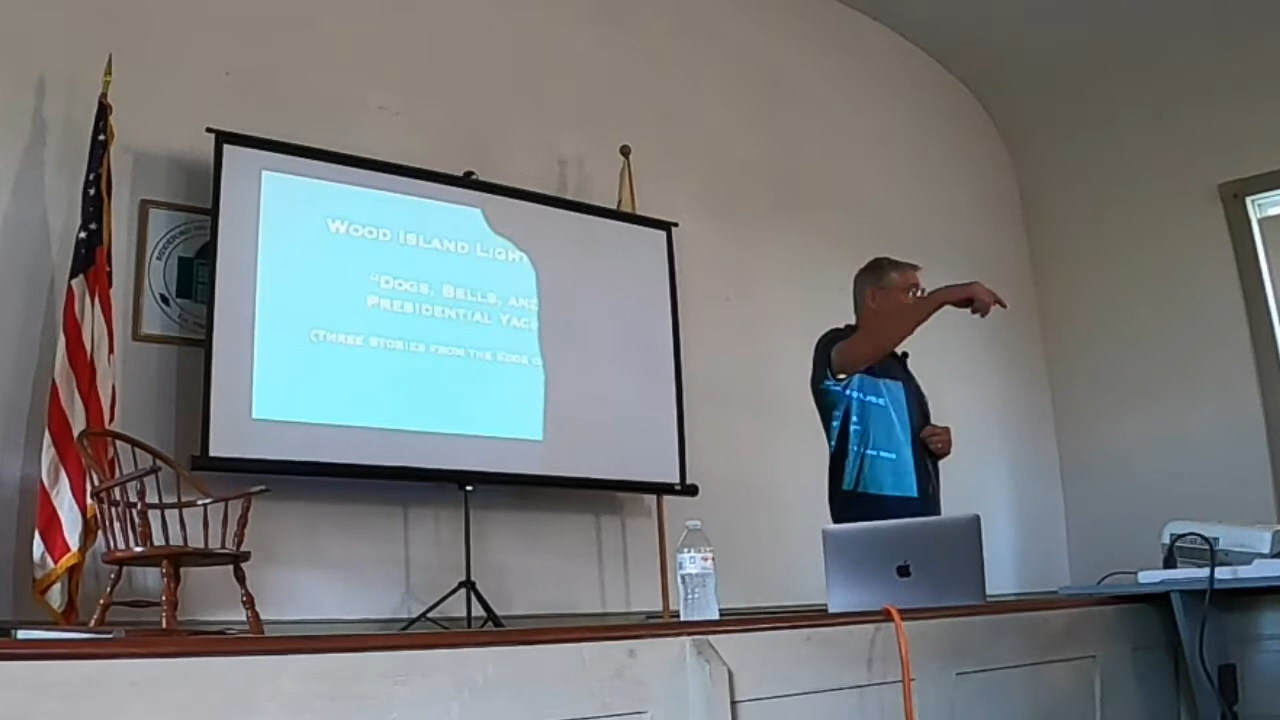 WOOD ISLAND LIGH
"DOGS, BELLS, AND
PRESIDENTIAL YAC
(THREE STORIES FROM THE EDGE O